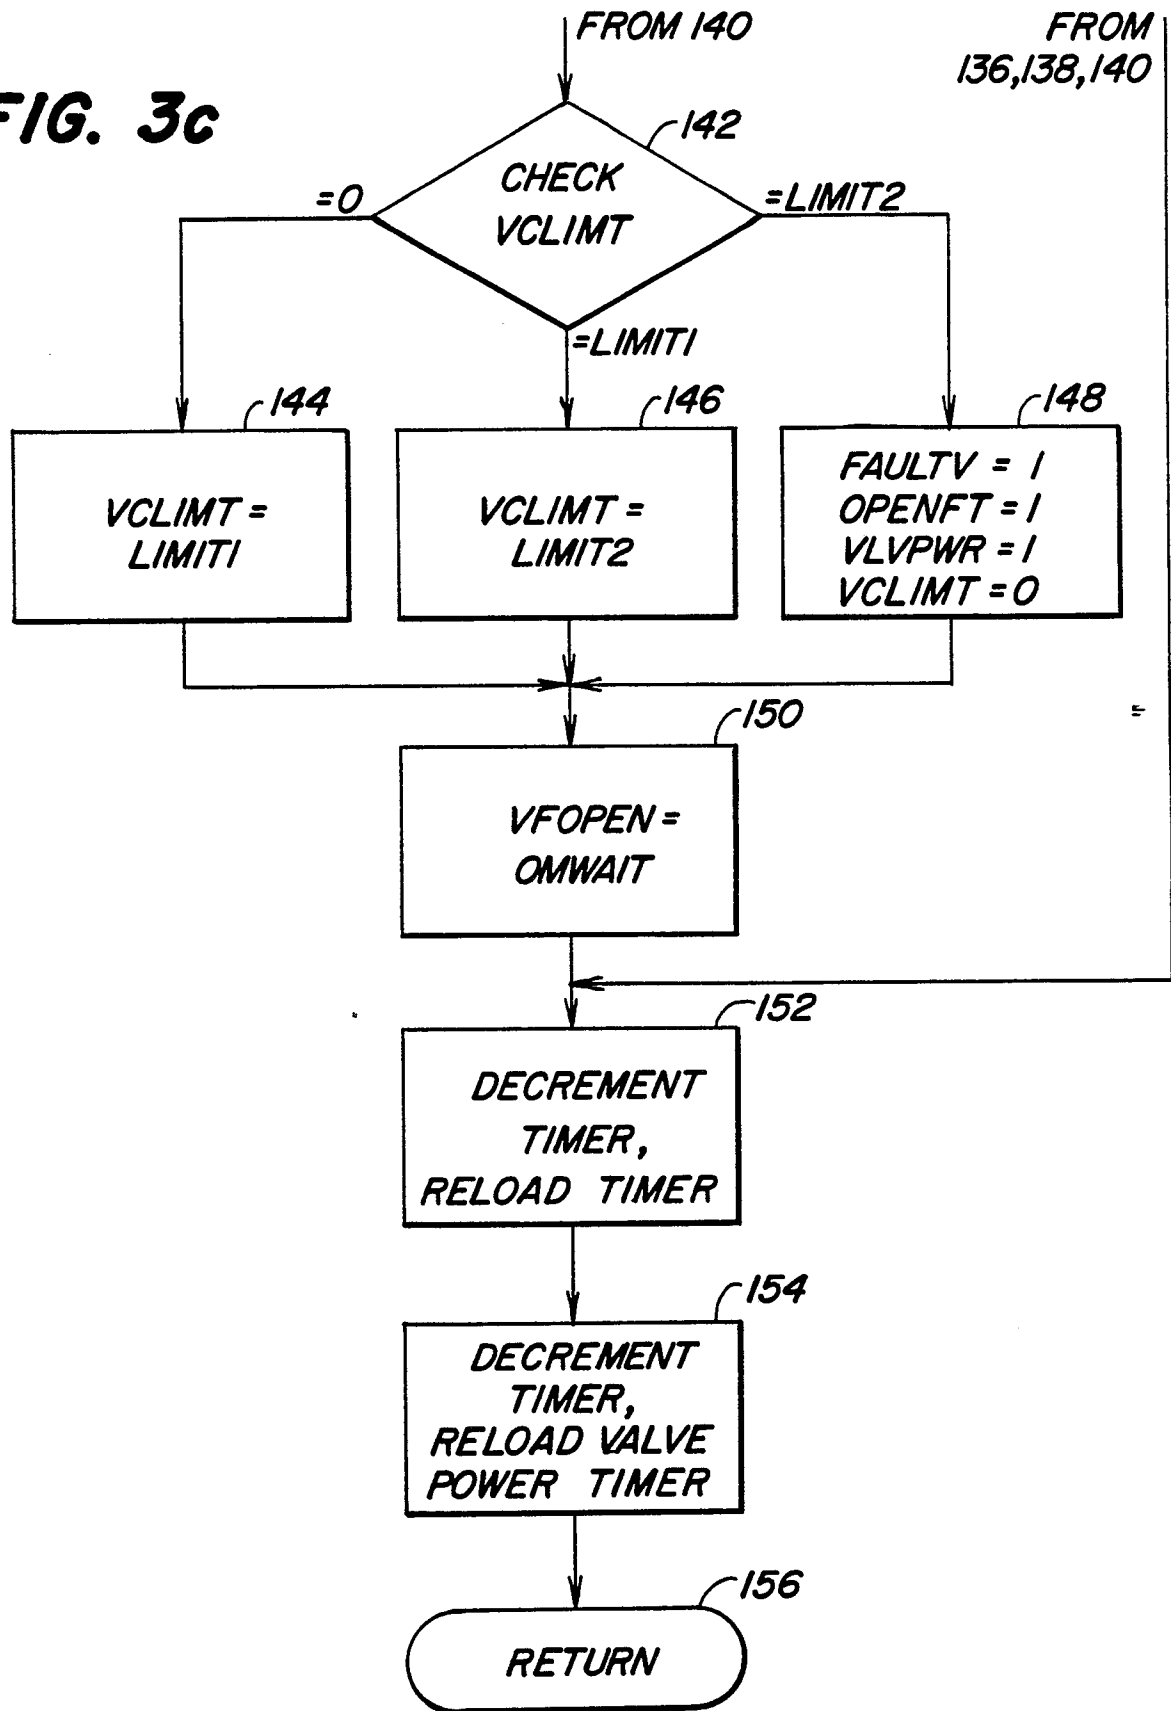 FROM 140
FROM
136,138,140
FIG. 3c
142
CHECK
VCLIMT
=0
=LIMIT2
=LIMIT1
144
VCLIMT =
LIMIT1
146
VCLIMT =
LIMIT2
148
FAULTV = 1
OPENFT = 1
VLVPWR = 1
VCLIMT = 0
150
VFOPEN =
OMWAIT
152
DECREMENT
TIMER,
RELOAD TIMER
154
DECREMENT
TIMER,
RELOAD VALVE
POWER TIMER
156
RETURN